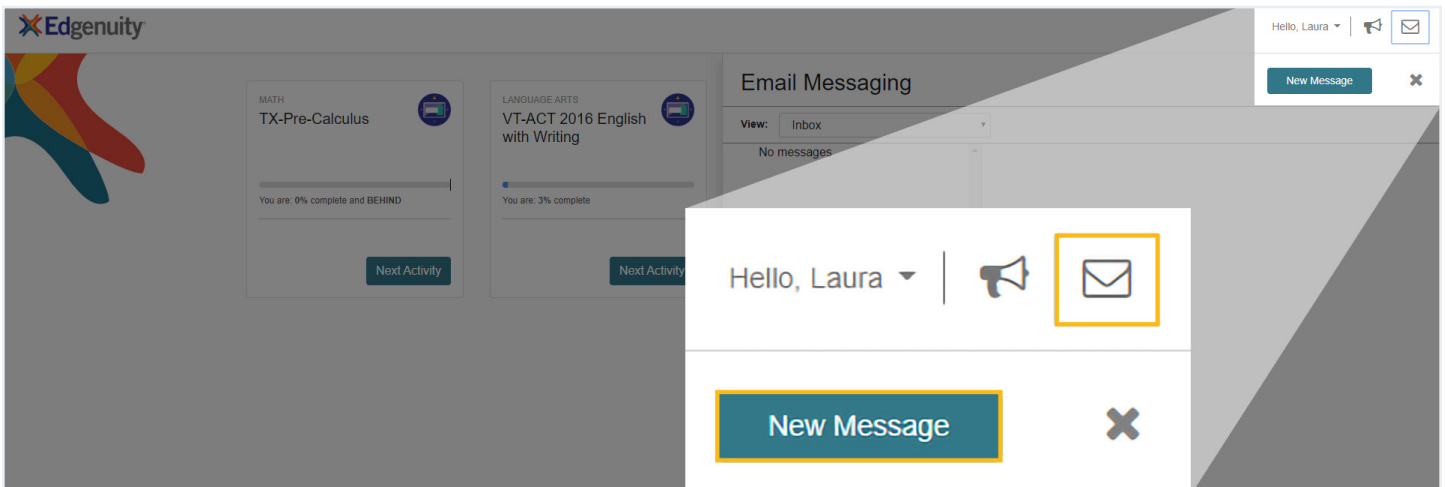 Edgenuity
Hello, Laura
New Message
MATH
TX-Pre-Calculus
You are: 0% complete and BEHIND
Next Activity
LANGUAGE ARTS
VT-ACT 2016 English
with Writing
You are: 3% complete
Next Activity
Email Messaging
View: Inbox
No messages
Hello, Laura
New Message